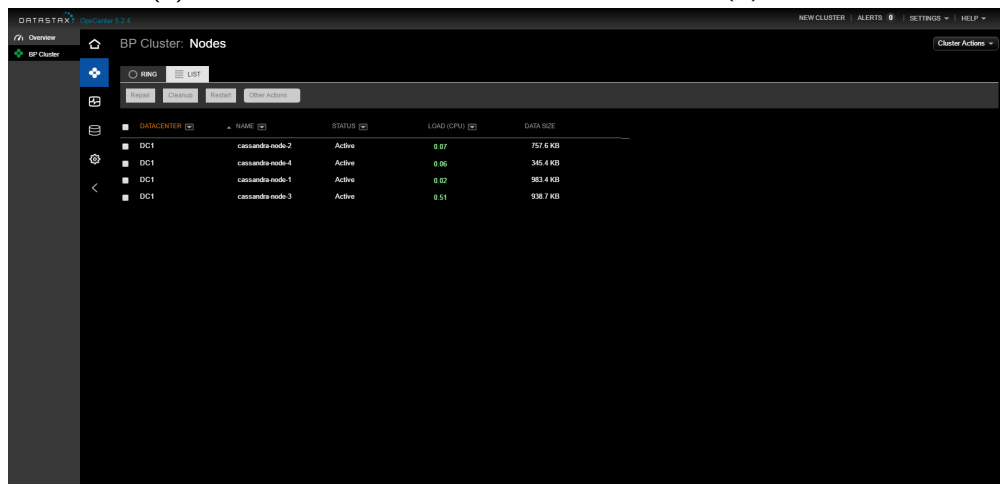 DATASTAX OpsCenter 5.2.4
NEW CLUSTER | ALERTS 0 | SETTINGS | HELP
Overview
BP Cluster
BP Cluster: Nodes
Cluster Actions
RING LIST
Repair Cleanup Restart Other Actions
DATACENTER NAME STATUS LOAD (CPU) DATA SIZE
DC1 cassandra-node-2 Active 0.07 757.6 KB
DC1 cassandra-node-4 Active 0.06 345.4 KB
DC1 cassandra-node-1 Active 0.02 983.4 KB
DC1 cassandra-node-3 Active 0.51 938.7 KB